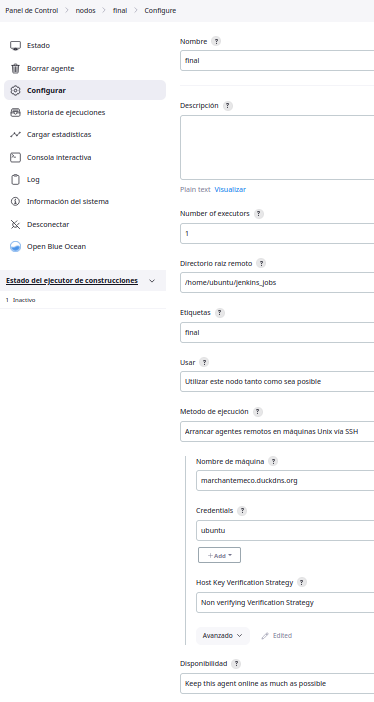 Panel de Control > nodos > final > Configure
Estado
Borrar agente
Configurar
Historia de ejecuciones
Cargar estadísticas
Consola interactiva
Log
Información del sistema
Desconectar
Open Blue Ocean
Estado del ejecutor de construcciones
1 Inactivo
Nombre ?
final
Descripción ?
Plain text Visualizar
Number of executors ?
1
Directorio raiz remoto ?
/home/ubuntu/jenkins_jobs
Etiquetas ?
final
Usar ?
Utilizar este nodo tanto como sea posible
Metodo de ejecución ?
Arrancar agentes remotos en máquinas Unix vía SSH
Nombre de máquina ?
marchantemeco.duckdns.org
Credentials ?
ubuntu
+ Add
Host Key Verification Strategy ?
Non verifying Verification Strategy
Avanzado Edited
Disponibilidad ?
Keep this agent online as much as possible